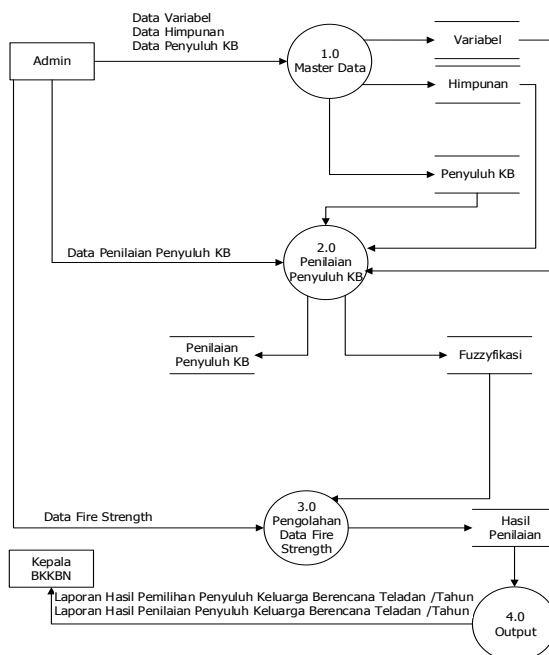 Data Variabel
Data Himpunan
Data Penyuluh KB
Admin
1.0
Master Data
Variabel
Himpunan
Penyuluh KB
Data Penilaian Penyuluh KB
2.0
Penilaian
Penyuluh KB
Penilaian
Penyuluh KB
Fuzzyfikasi
Data Fire Strength
3.0
Pengolahan
Data Fire
Strength
Hasil
Penilaian
Kepala
BKKBN
Laporan Hasil Pemilihan Penyuluh Keluarga Berencana Teladan /Tahun
Laporan Hasil Penilaian Penyuluh Keluarga Berencana Teladan /Tahun
4.0
Output